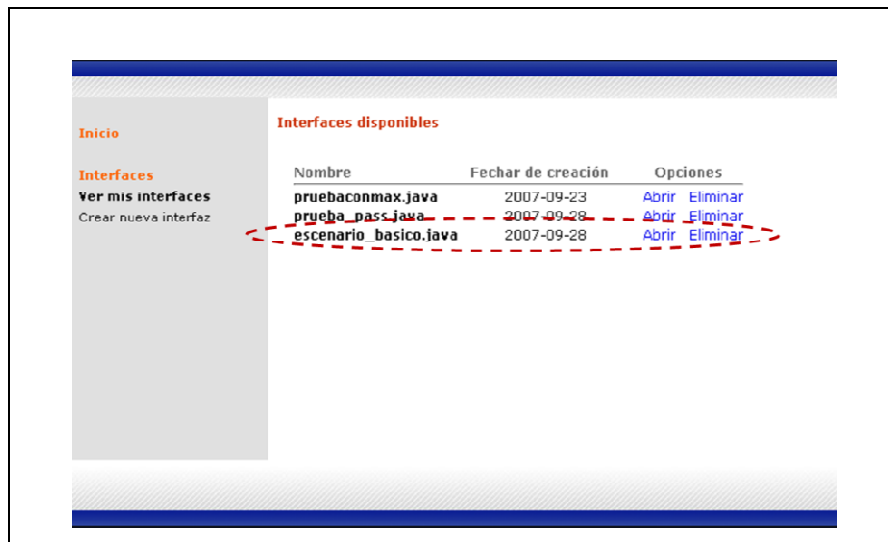 Inicio
Interfaces
Ver mis interfaces
Crear nueva interfaz
Interfaces disponibles
Nombre Fechar de creación Opciones
pruebaconmax.java 2007-09-23 Abrir Eliminar
prueba_pass.java 2007-09-28 Abrir Eliminar
escenario_basico.java 2007-09-28 Abrir Eliminar